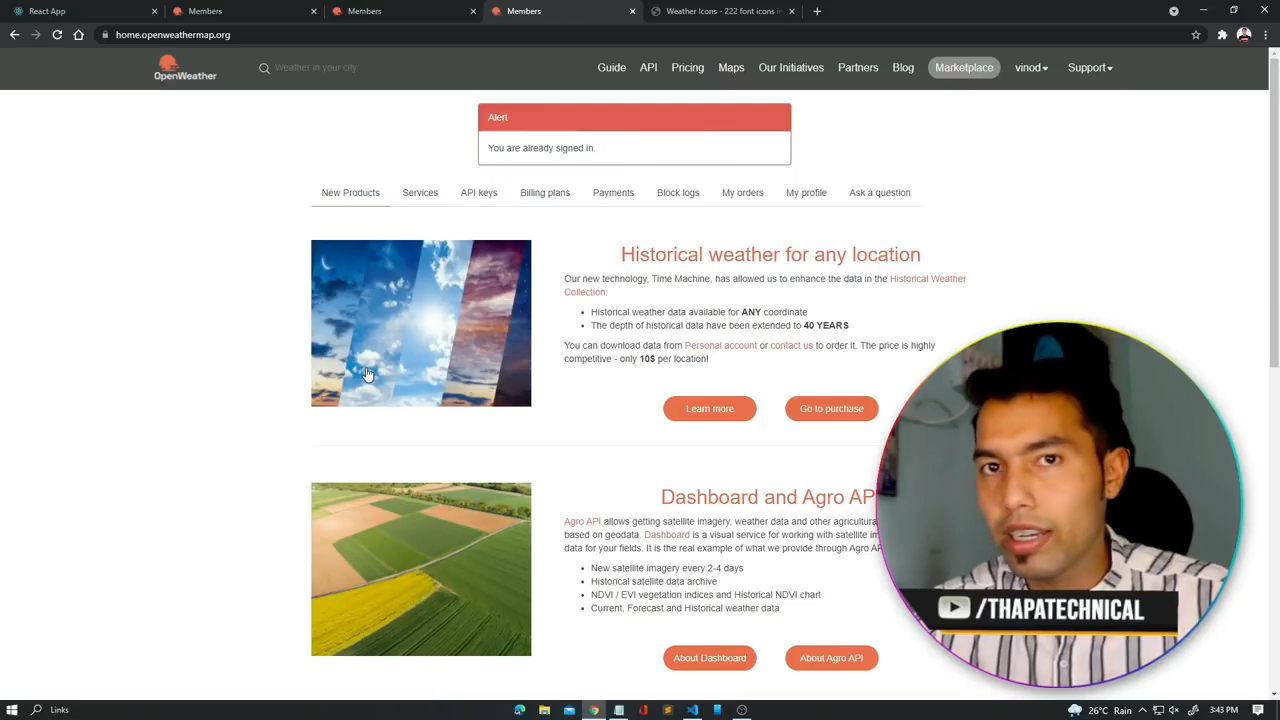 React App
Members
Members
Weather Icons - 222 font icons in
home.openweathermap.org
OpenWeather
Weather in your city
Guide
API
Pricing
Maps
Our Initiatives
Partners
Blog
Marketplace
vinod
Support
Alert
You are already signed in.
New Products
Services
API keys
Billing plans
Payments
Block logs
My orders
My profile
Ask a question
Historical weather for any location
Our new technology, Time Machine, has allowed us to enhance the data in the Historical Weather
Collection.
Historical weather data available for ANY coordinate
The depth of historical data have been extended to 40 YEARS
You can download data from Personal account or contact us to order it. The price is highly
competitive - only 10$ per location!
Learn more
Go to purchase
Dashboard and Agro AP
Agro API allows getting satellite imagery, weather data and other agricultura
based on geodata. Dashboard is a visual service for working with satellite im
data for your fields. It is the real example of what we provide through Agro AP
New satellite imagery every 2-4 days
Historical satellite data archive
NDVI / EVI vegetation indices and Historical NDVI chart
Current, Forecast and Historical weather data
About Dashboard
About Agro API
/THAPATECHNICAL
Links
26°C Rain
3:43 PM